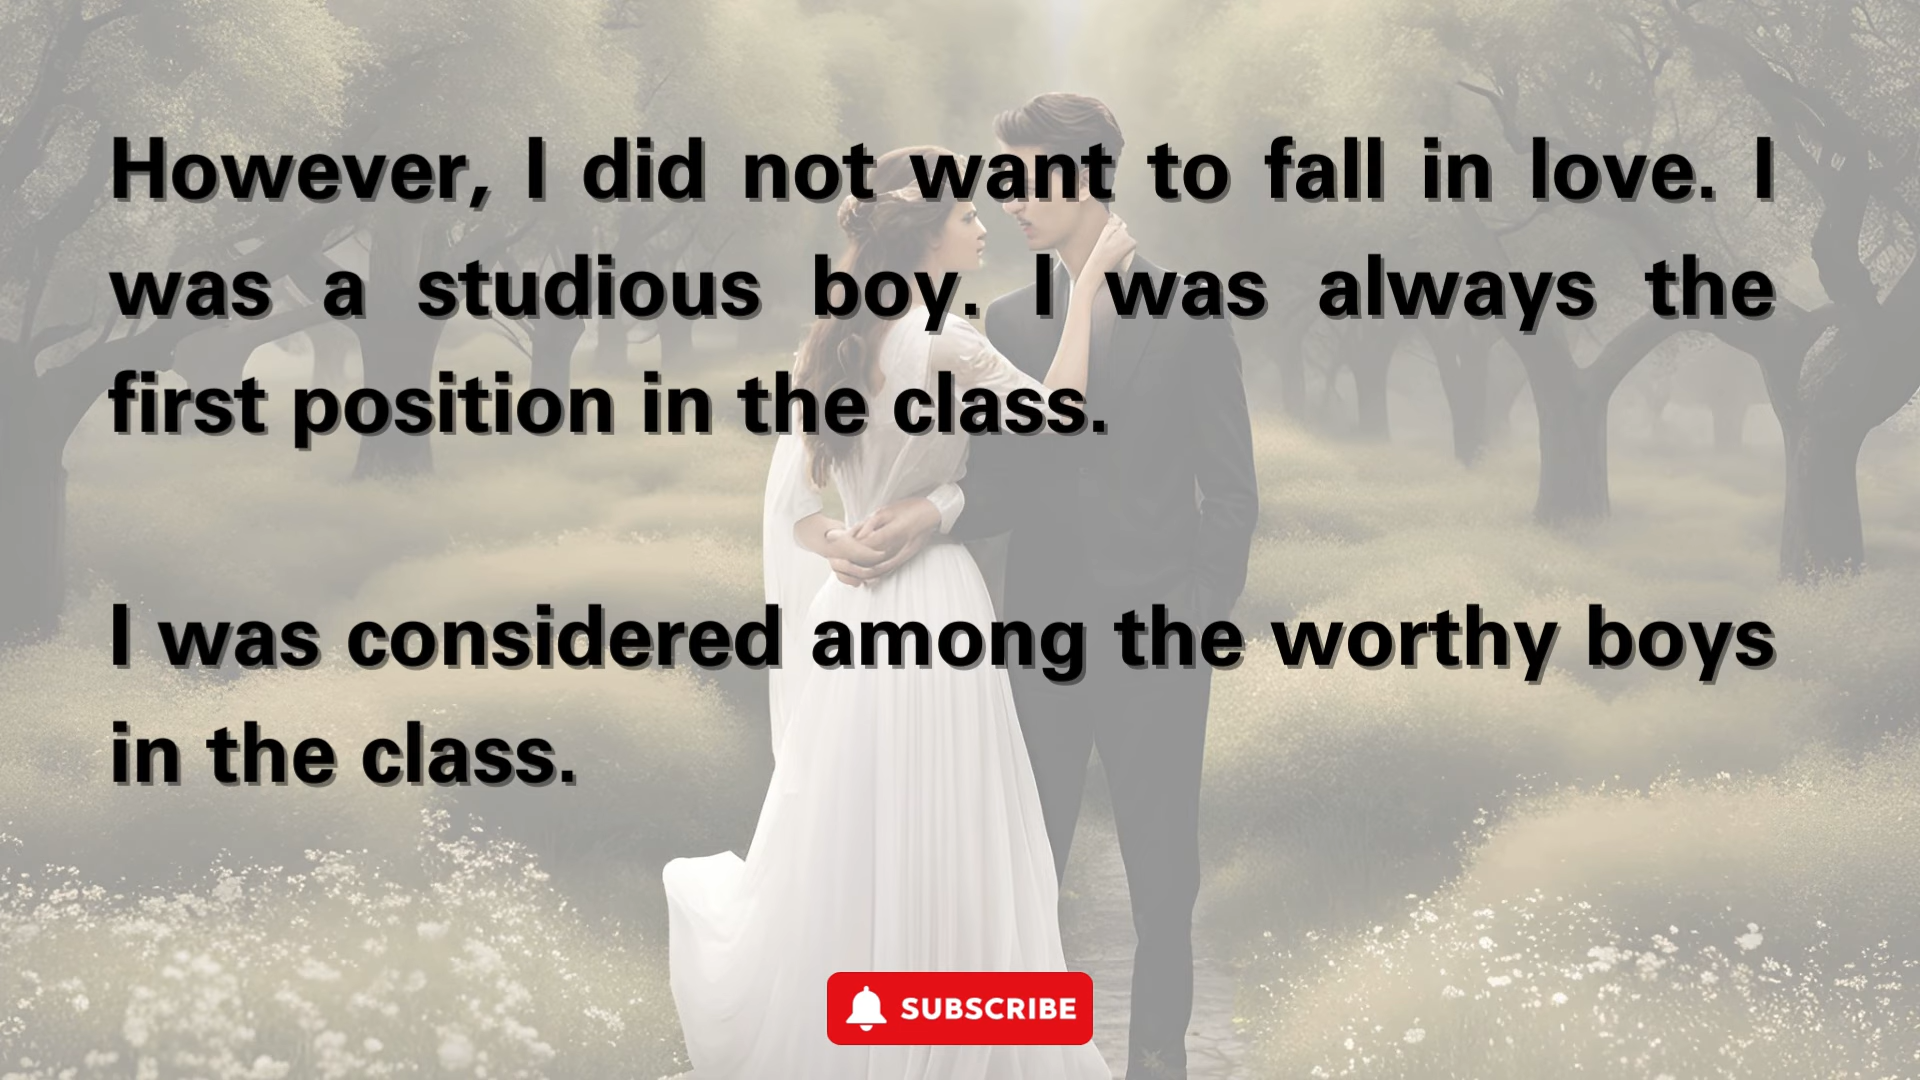 However, I did not want to fall in love. I
was a studious boy. I was always the
first position in the class.
I was considered among the worthy boys
in the class.
SUBSCRIBE